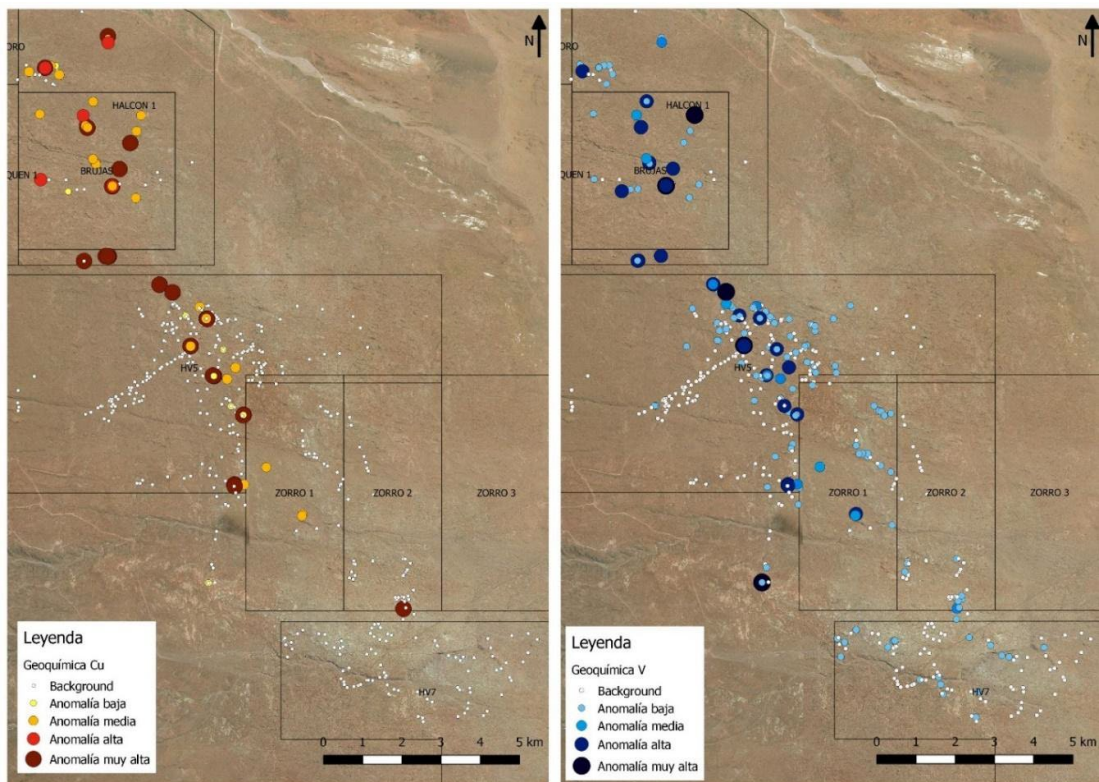 N
ORO
HALCON 1
BRUJAS
QUEN 1
HV5
ZORRO 1
ZORRO 2
ZORRO 3
HV7
Leyenda
Geoquímica Cu
Background
Anomalía baja
Anomalía media
Anomalía alta
Anomalía muy alta
0 1 2 3 4 5 km
N
ORO
HALCON 1
BRUJAS
QUEN 1
HV5
ZORRO 1
ZORRO 2
ZORRO 3
HV7
Leyenda
Geoquímica V
Background
Anomalía baja
Anomalía media
Anomalía alta
Anomalía muy alta
0 1 2 3 4 5 km